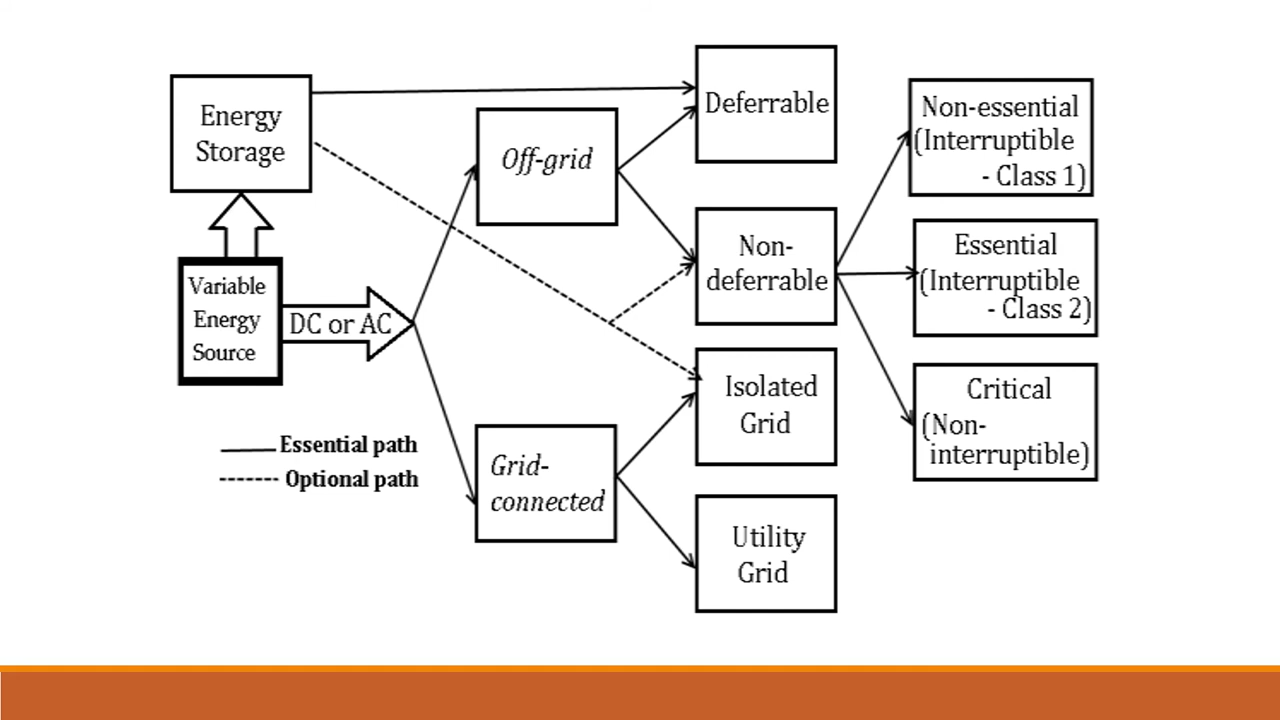 Energy
Storage
Variable
Energy
Source
DC or AC
Essential path
Optional path
Off-grid
Grid-
connected
Deferrable
Non-
deferrable
Isolated
Grid
Utility
Grid
Non-essential
(Interruptible
- Class 1)
Essential
(Interruptible
- Class 2)
Critical
(Non-
interruptible)